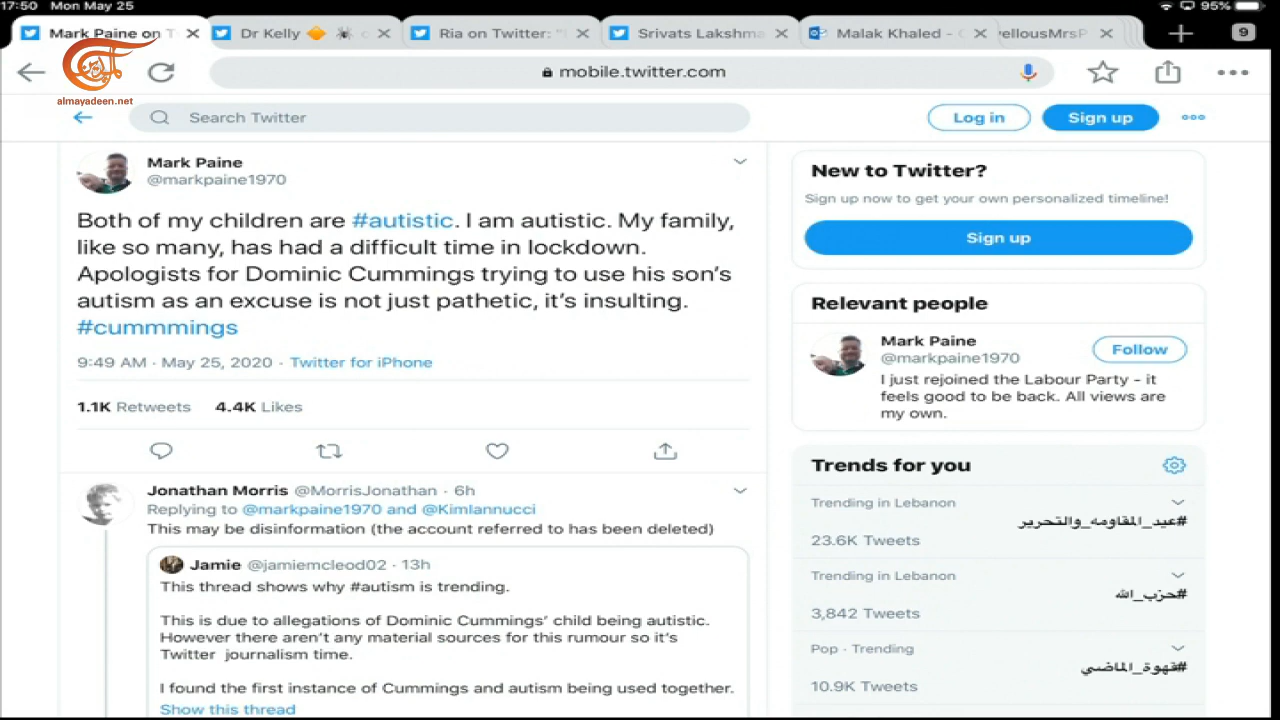 17:50 Mon May 25
95%
Mark Paine on T
Dr Kelly
Ria on Twitter: "
Srivats Lakshma
Malak Khaled -
ellousMrsP
9
mobile.twitter.com
almayadeen.net
Search Twitter
Log in
Sign up
Mark Paine
@markpaine1970
Both of my children are #autistic. I am autistic. My family,
like so many, has had a difficult time in lockdown.
Apologists for Dominic Cummings trying to use his son's
autism as an excuse is not just pathetic, it's insulting.
#cummmings
9:49 AM · May 25, 2020 · Twitter for iPhone
1.1K Retweets 4.4K Likes
Jonathan Morris @MorrisJonathan · 6h
Replying to @markpaine1970 and @KimIannucci
This may be disinformation (the account referred to has been deleted)
Jamie @jamiemcleod02 · 13h
This thread shows why #autism is trending.
This is due to allegations of Dominic Cummings' child being autistic.
However there aren't any material sources for this rumour so it's
Twitter journalism time.
I found the first instance of Cummings and autism being used together.
Show this thread
New to Twitter?
Sign up now to get your own personalized timeline!
Sign up
Relevant people
Mark Paine
@markpaine1970
Follow
I just rejoined the Labour Party - it
feels good to be back. All views are
my own.
Trends for you
Trending in Lebanon
#عيد_المقاومه_والتحرير
23.6K Tweets
Trending in Lebanon
#حزب_الله
3,842 Tweets
Pop · Trending
#قهوة_الماضي
10.9K Tweets